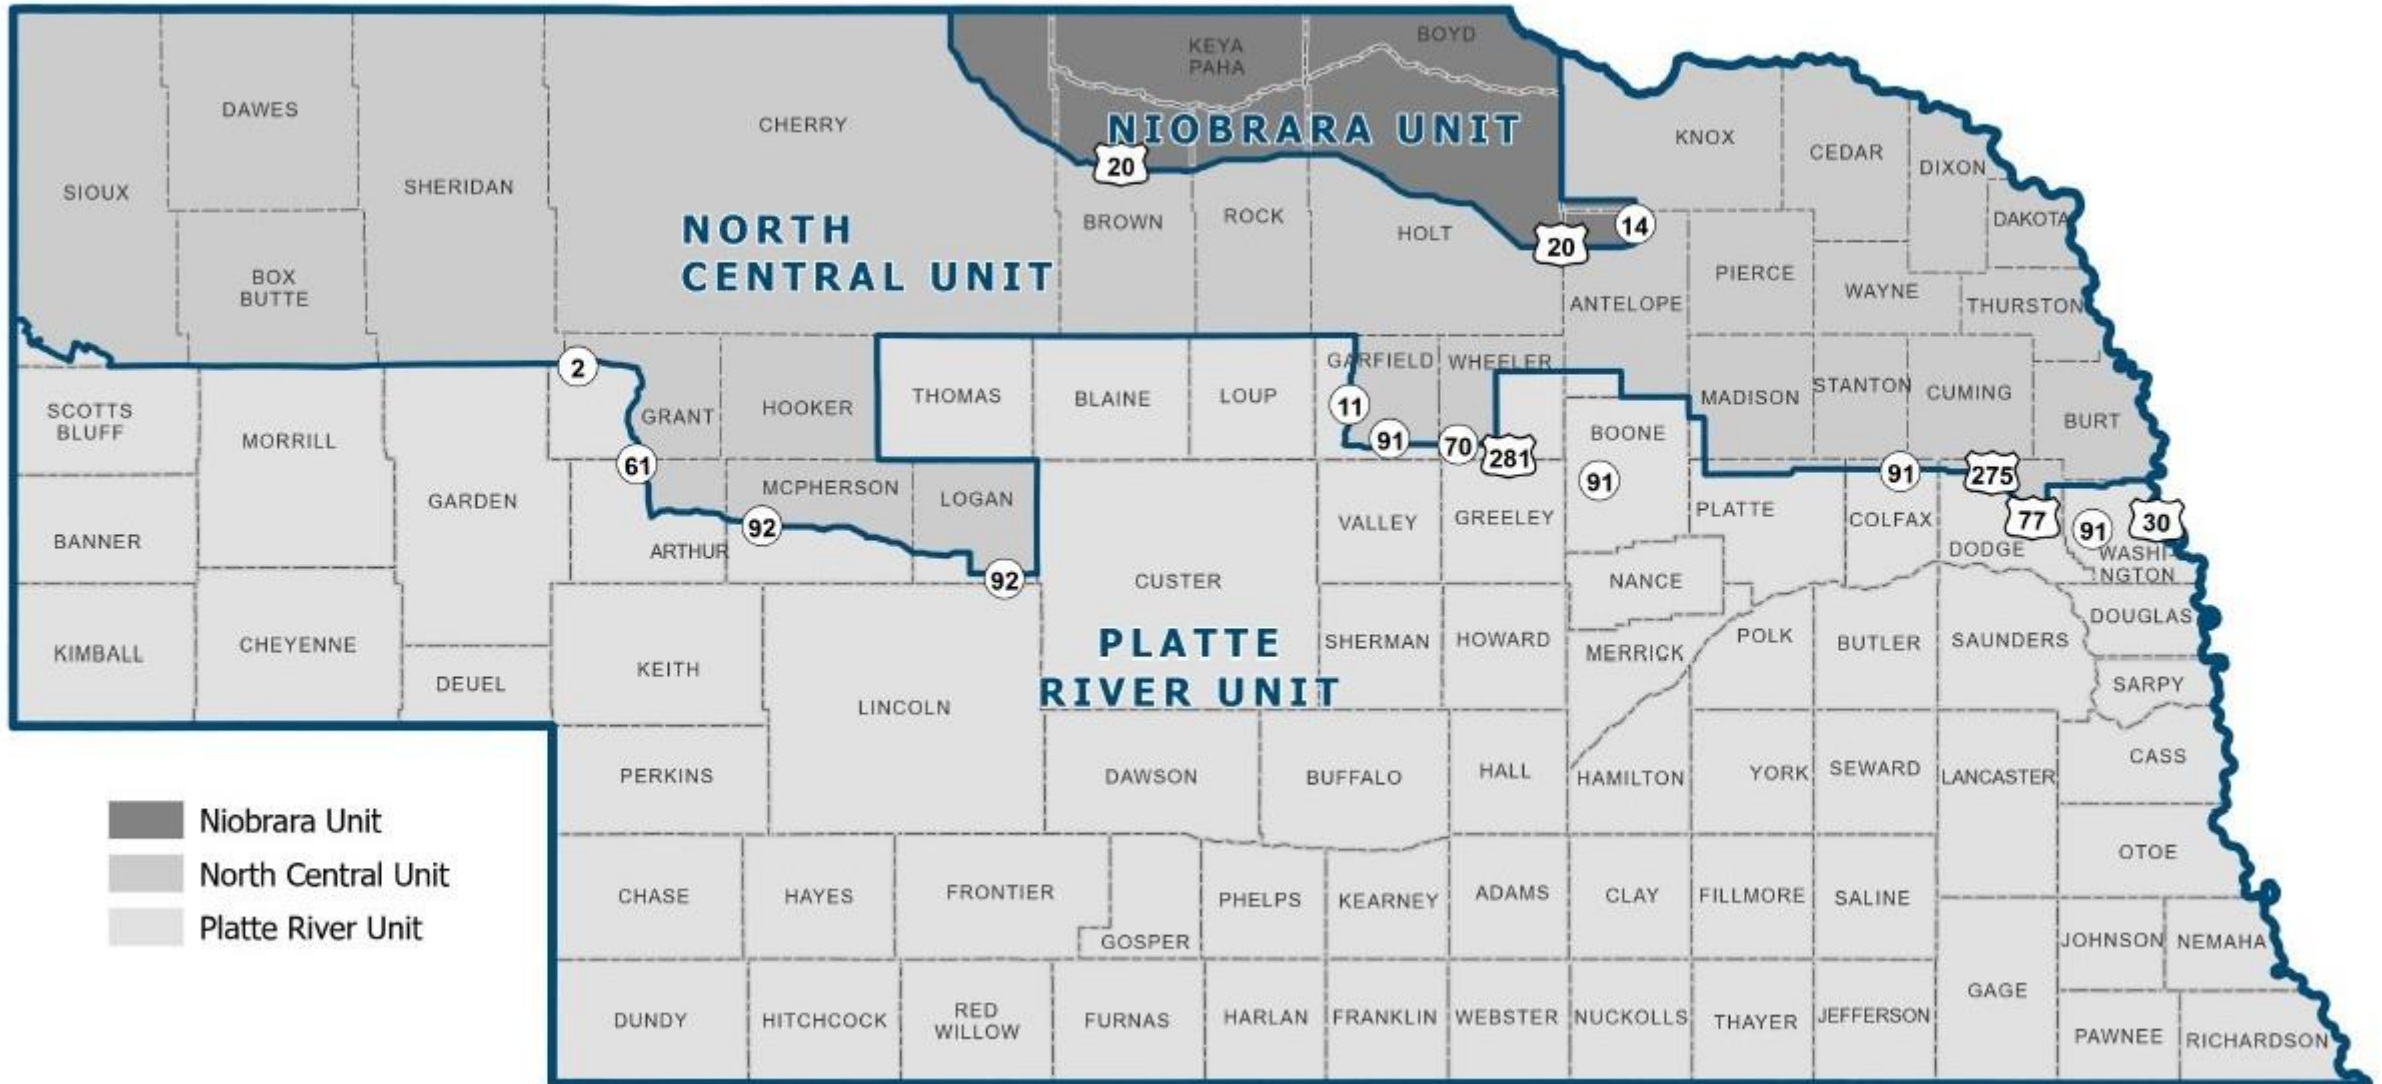 BOYD
KEYA
PAHA
DAWES
CHERRY
NIOBRARA UNIT
KNOX
CEDAR
DIXON
20
SIOUX
SHERIDAN
NORTH
CENTRAL UNIT
BROWN
ROCK
HOLT
14
20
DAKOTA
BOX
BUTTE
PIERCE
WAYNE
ANTELOPE
THURSTON
2
GARFIELD
WHEELER
SCOTTS
BLUFF
MORRILL
GRANT
HOOKER
THOMAS
BLAINE
LOUP
11
MADISON
STANTON
CUMING
BURT
91
70
281
BOONE
91
61
91
275
GARDEN
MCPHERSON
LOGAN
VALLEY
GREELEY
PLATTE
COLFAX
77
91
30
BANNER
ARTHUR
92
92
DODGE
WASHI-
NGTON
CUSTER
NANCE
DOUGLAS
KIMBALL
CHEYENNE
DEUEL
KEITH
LINCOLN
PLATTE
RIVER UNIT
SHERMAN
HOWARD
MERRICK
POLK
BUTLER
SAUNDERS
SARPY
PERKINS
DAWSON
BUFFALO
HALL
HAMILTON
YORK
SEWARD
LANCASTER
CASS
Niobrara Unit
North Central Unit
Platte River Unit
OTOE
CHASE
HAYES
FRONTIER
GOSPER
PHELPS
KEARNEY
ADAMS
CLAY
FILLMORE
SALINE
JOHNSON
NEMAHA
DUNDY
HITCHCOCK
RED
WILLOW
FURNAS
HARLAN
FRANKLIN
WEBSTER
NUCKOLLS
THAYER
JEFFERSON
GAGE
PAWNEE
RICHARDSON